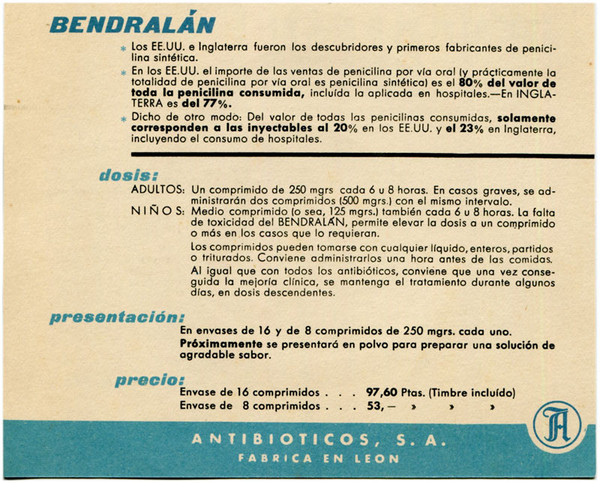 BENDRALÁN
* Los EE.UU. e Inglaterra fueron los descubridores y primeros fabricantes de penici-
lina sintética.
* En los EE.UU. el importe de las ventas de penicilina por vía oral (y prácticamente la
totalidad de penicilina por vía oral es penicilina sintética) es el 80% del valor de
toda la penicilina consumida, incluída la aplicada en hospitales.—En INGLA-
TERRA es del 77%.
* Dicho de otro modo: Del valor de todas las penicilinas consumidas, solamente
corresponden a las inyectables al 20% en los EE.UU. y el 23% en Inglaterra,
incluyendo el consumo de hospitales.
dosis:
ADULTOS: Un comprimido de 250 mgrs cada 6 u 8 horas. En casos graves, se ad-
ministrarán dos comprimidos (500 mgrs.) con el mismo intervalo.
NIÑOS: Medio comprimido (o sea, 125 mgrs.) también cada 6 u 8 horas. La falta
de toxicidad del BENDRALÁN, permite elevar la dosis a un comprimido
o más en los casos que lo requieran.
Los comprimidos pueden tomarse con cualquier líquido, enteros, partidos
o triturados. Conviene administrarlos una hora antes de las comidas.
Al igual que con todos los antibióticos, conviene que una vez conse-
guida la mejoría clínica, se mantenga el tratamiento durante algunos
días, en dosis descendentes.
presentación:
En envases de 16 y de 8 comprimidos de 250 mgrs. cada uno.
Próximamente se presentará en polvo para preparar una solución de
agradable sabor.
precio:
Envase de 16 comprimidos . . . 97,60 Ptas. (Timbre incluído)
Envase de 8 comprimidos . . . 53,— » » »
A
ANTIBIOTICOS, S. A.
FABRICA EN LEON